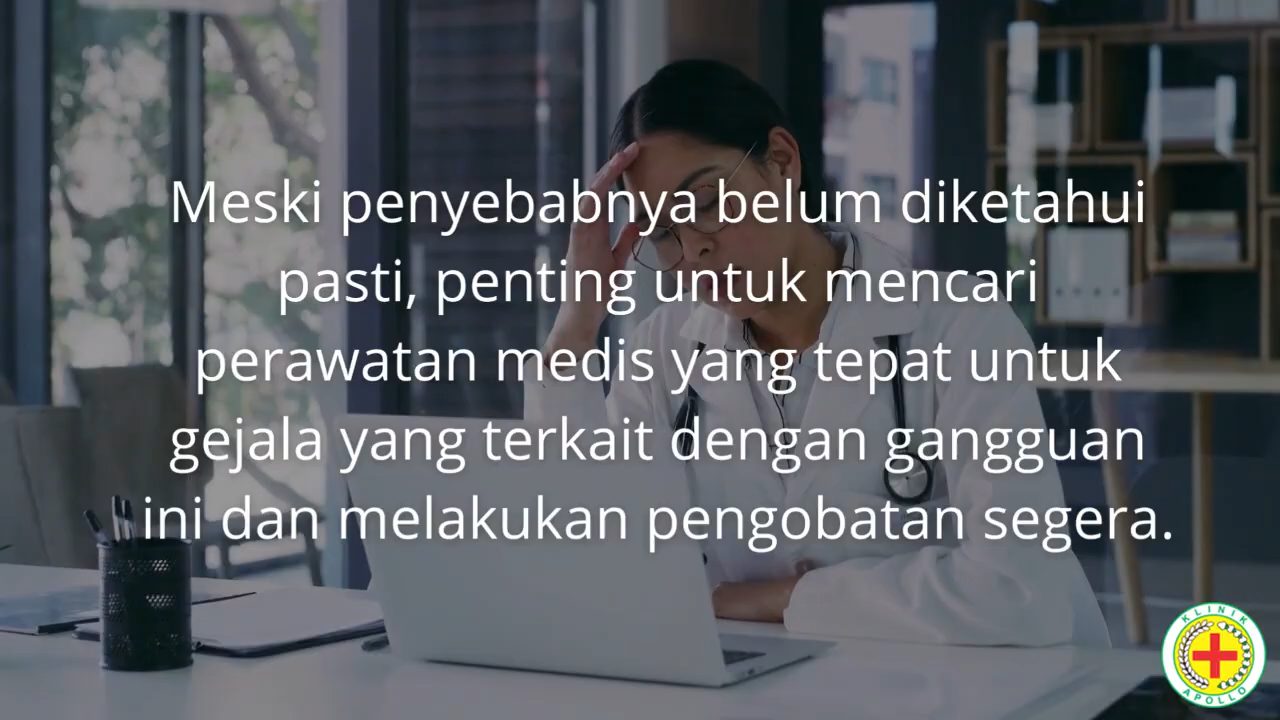 Meski penyebabnya belum diketahui
pasti, penting untuk mencari
perawatan medis yang tepat untuk
gejala yang terkait dengan gangguan
ini dan melakukan pengobatan segera.
KLINIK
APOLLO